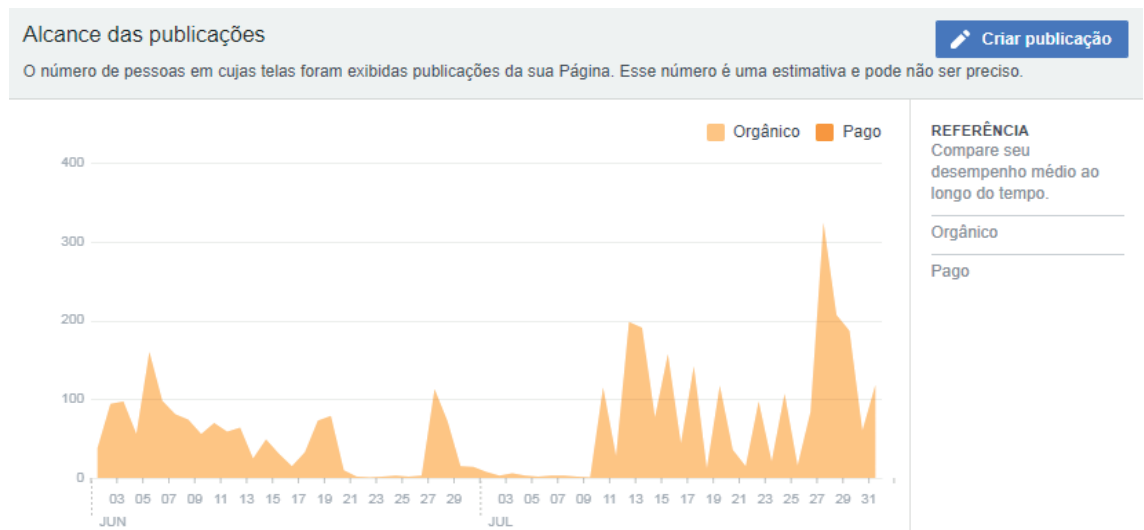 Alcance das publicações
Criar publicação
O número de pessoas em cujas telas foram exibidas publicações da sua Página. Esse número é uma estimativa e pode não ser preciso.
Orgânico Pago
REFERÊNCIA
Compare seu
desempenho médio ao
longo do tempo.
Orgânico
Pago
400
300
200
100
0
03 05 07 09 11 13 15 17 19 21 23 25 27 29 03 05 07 09 11 13 15 17 19 21 23 25 27 29 31
JUN JUL